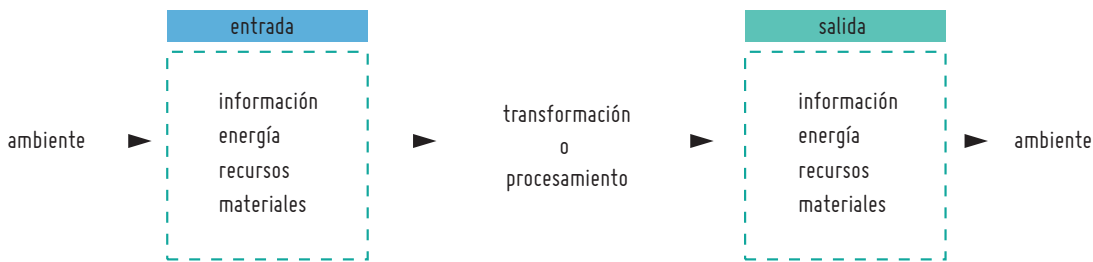 entrada
salida
ambiente
información
energía
recursos
materiales
transformación
o
procesamiento
información
energía
recursos
materiales
ambiente